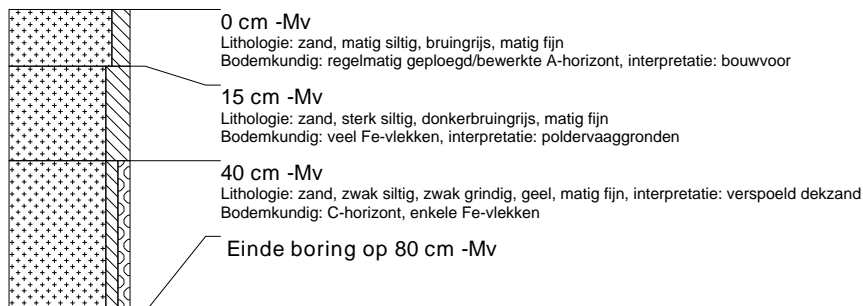 0 cm -Mv
Lithologie: zand, matig siltig, bruingrijs, matig fijn
Bodemkundig: regelmatig geploegd/bewerkte A-horizont, interpretatie: bouwvoor
15 cm -Mv
Lithologie: zand, sterk siltig, donkerbruingrijs, matig fijn
Bodemkundig: veel Fe-vlekken, interpretatie: poldervaaggronden
40 cm -Mv
Lithologie: zand, zwak siltig, zwak grindig, geel, matig fijn, interpretatie: verspoeld dekzand
Bodemkundig: C-horizont, enkele Fe-vlekken
Einde boring op 80 cm -Mv